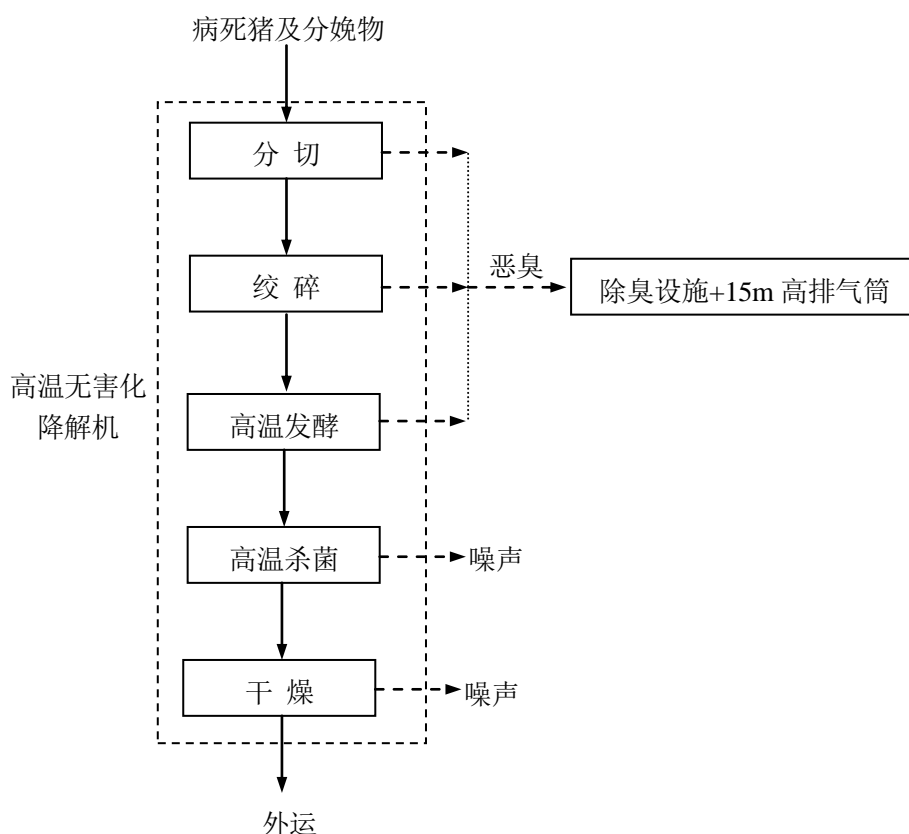 病死猪及分娩物
分 切
恶臭
绞 碎
除臭设施+15m 高排气筒
高温无害化
降解机
高温发酵
高温杀菌
噪声
干 燥
噪声
外运